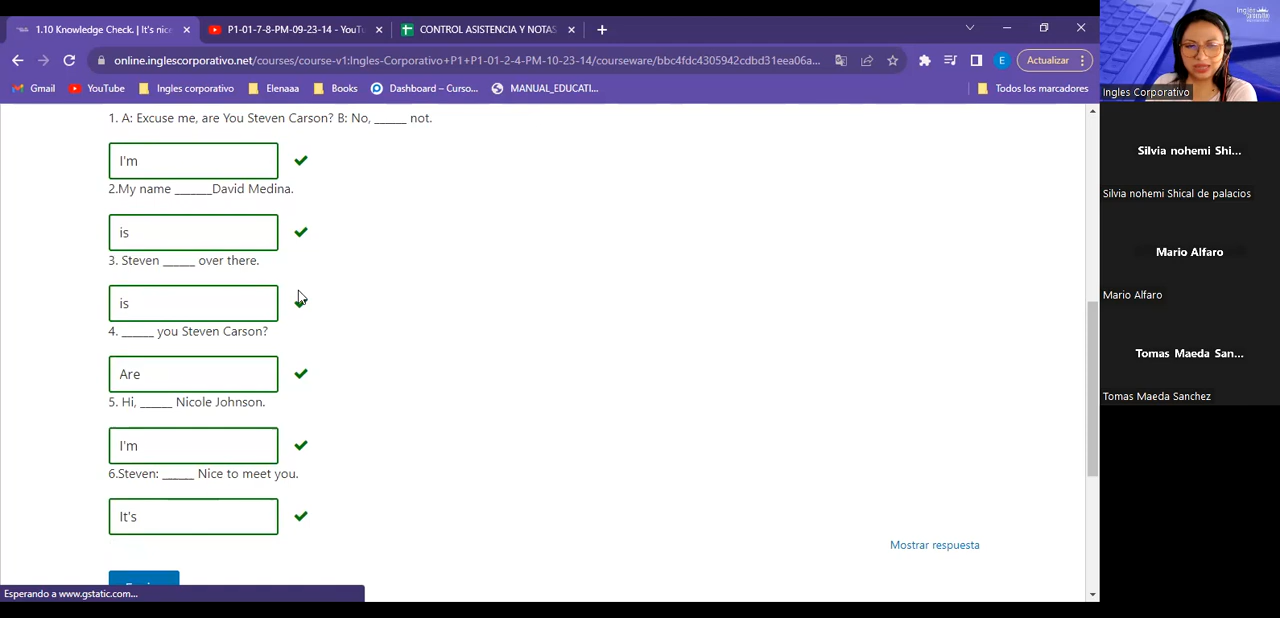 1.10 Knowledge Check. | It's nice
P1-01-7-8-PM-09-23-14 - YouT
CONTROL ASISTENCIA Y NOTAS
online.inglescorporativo.net/courses/course-v1:Ingles-Corporativo+P1+P1-01-2-4-PM-10-23-14/courseware/bbc4fdc4305942cdbd31eea06a...
E
Actualizar
Gmail
YouTube
Ingles corporativo
Elenaaa
Books
Dashboard – Curso...
MANUAL_EDUCATI...
Todos los marcadores
1. A: Excuse me, are You Steven Carson? B: No, _____ not.
I'm
2.My name ______David Medina.
is
3. Steven _____ over there.
is
4. _____ you Steven Carson?
Are
5. Hi, _____ Nicole Johnson.
I'm
6.Steven: _____ Nice to meet you.
It's
Mostrar respuesta
Esperando a www.gstatic.com...
Ingles Corporativo
Silvia nohemi Shi...
Silvia nohemi Shical de palacios
Mario Alfaro
Mario Alfaro
Tomas Maeda San...
Tomas Maeda Sanchez